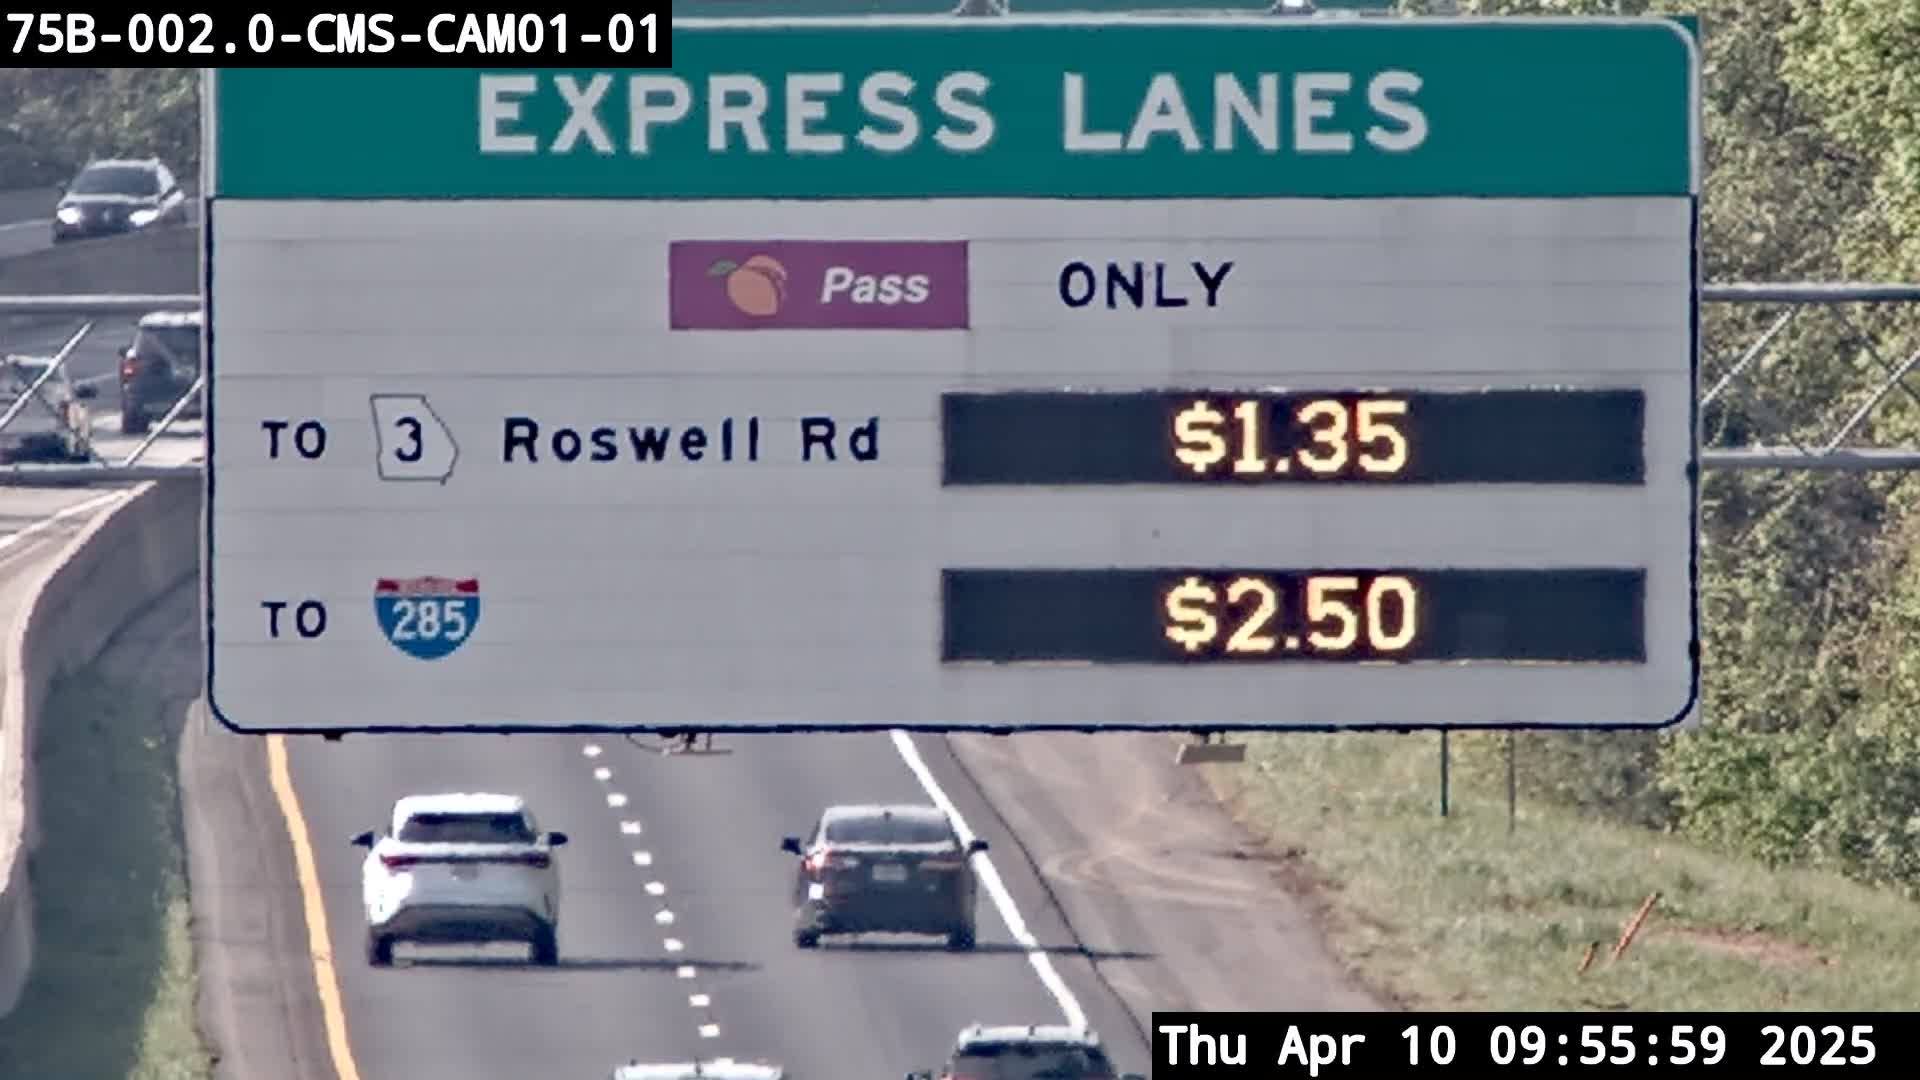 75B-002.0-CMS-CAM01-01
EXPRESS LANES
Pass ONLY
TO 3 Roswell Rd $1.35
TO 285 $2.50
Thu Apr 10 09:55:59 2025